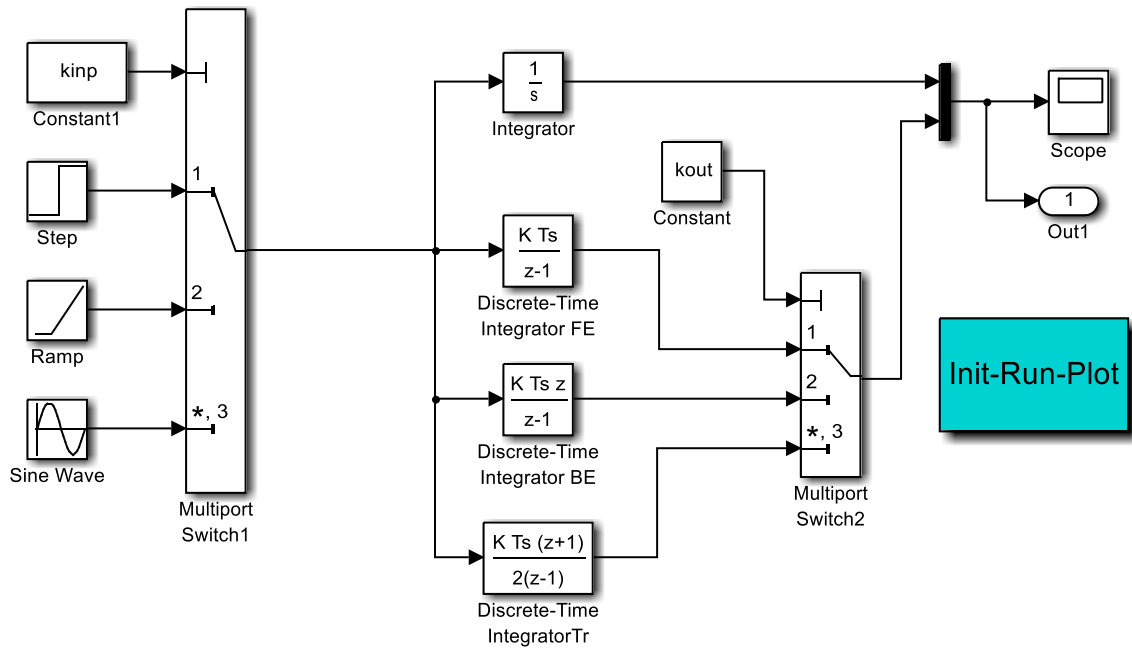 kinp
Constant1
1
Step
2
Ramp
*, 3
Sine Wave
Multiport
Switch1
1
s
Integrator
kout
Constant
K Ts
z-1
Discrete-Time
Integrator FE
K Ts z
z-1
Discrete-Time
Integrator BE
K Ts (z+1)
2(z-1)
Discrete-Time
IntegratorTr
1
2
*, 3
Multiport
Switch2
Scope
1
Out1
Init-Run-Plot